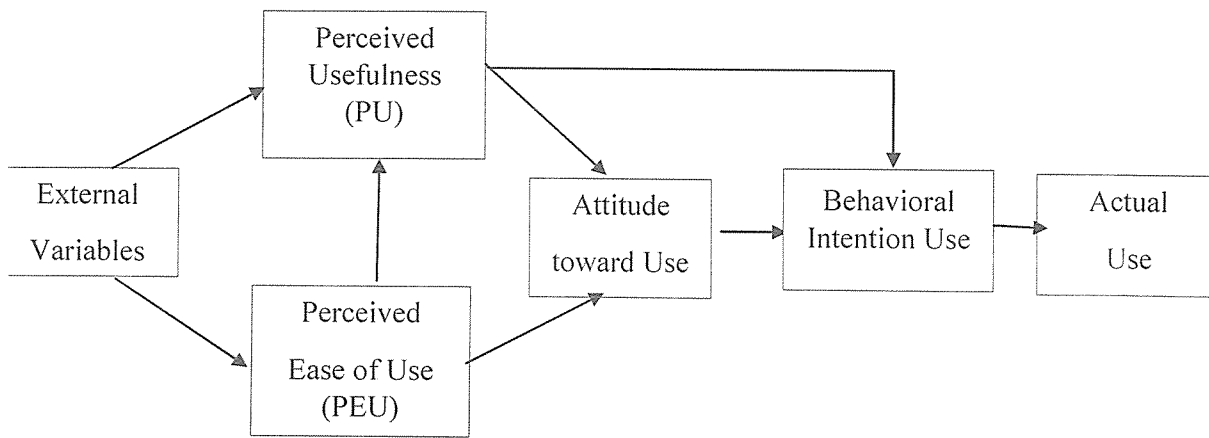 Perceived
Usefulness
(PU)
External
Variables
Perceived
Ease of Use
(PEU)
Attitude
toward Use
Behavioral
Intention Use
Actual
Use